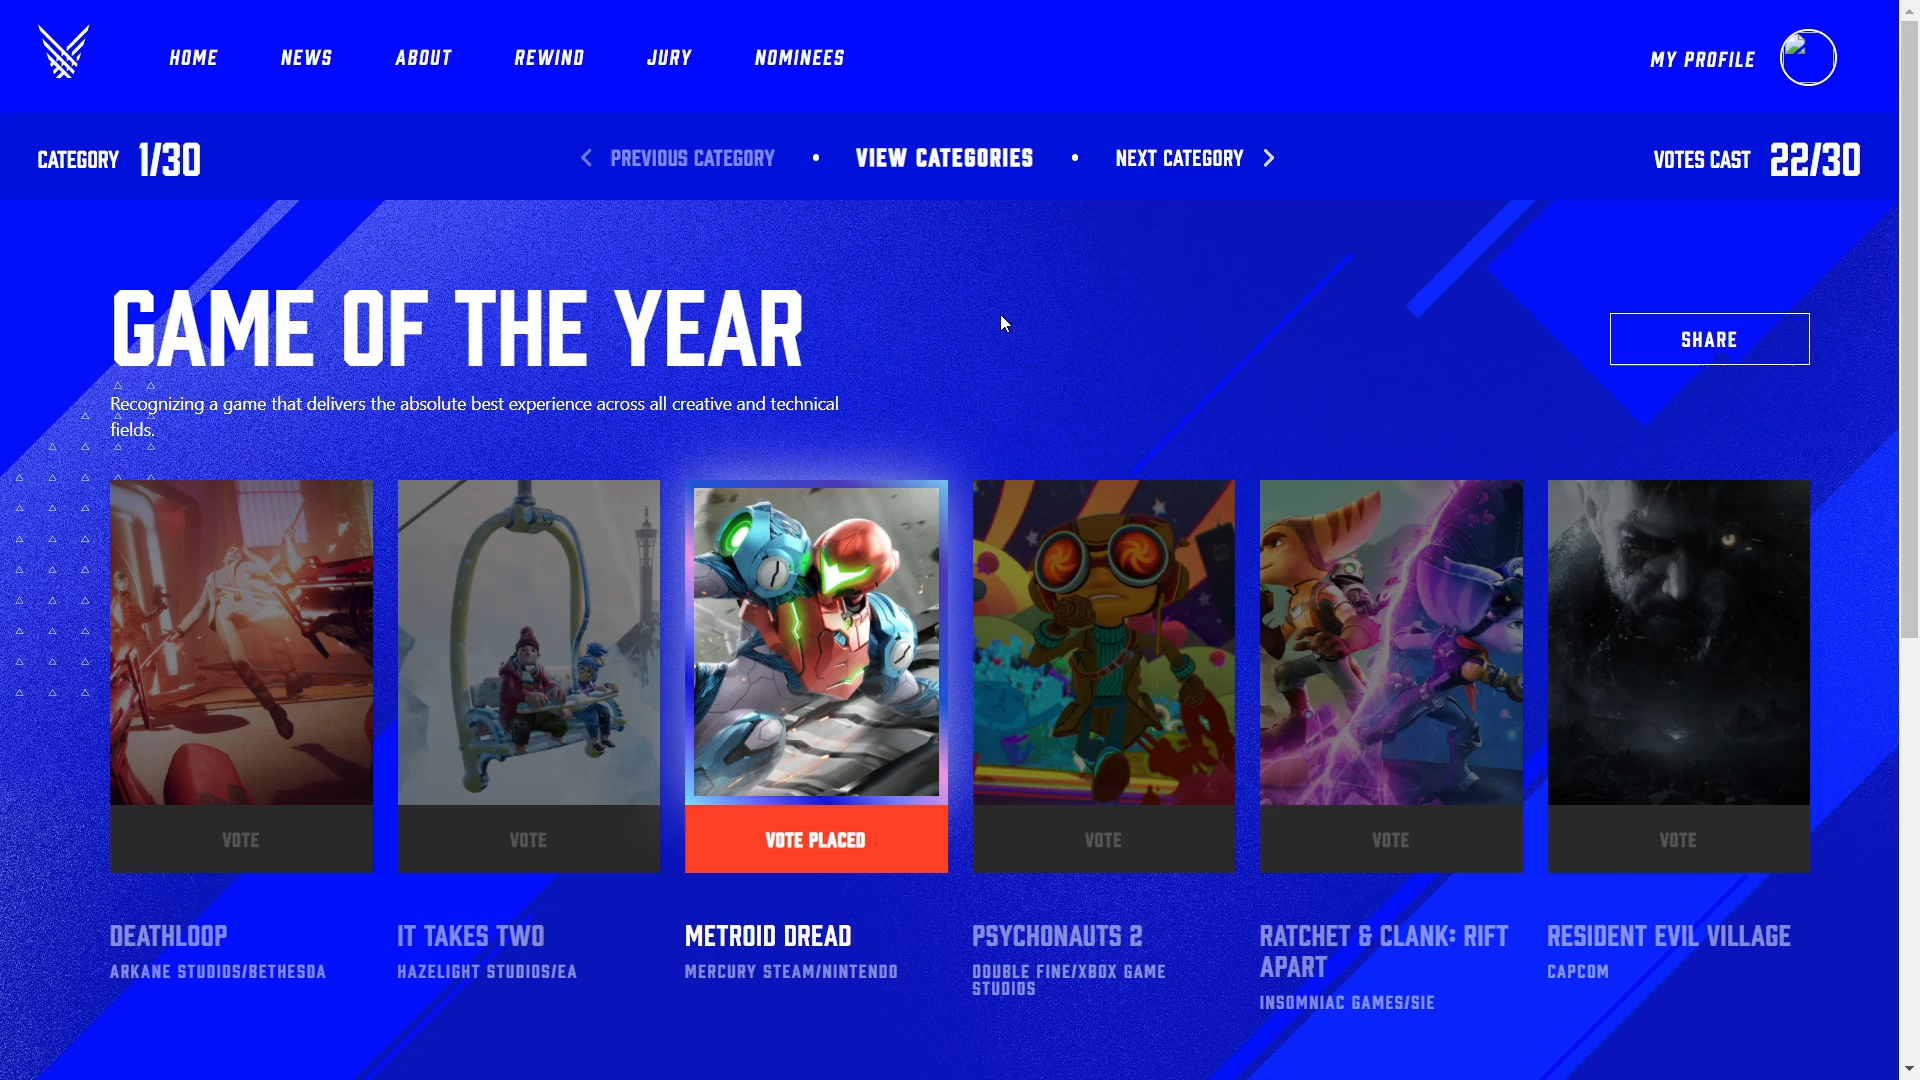 HOME NEWS ABOUT REWIND JURY NOMINEES MY PROFILE
CATEGORY 1/30 PREVIOUS CATEGORY • VIEW CATEGORIES • NEXT CATEGORY VOTES CAST 22/30
GAME OF THE YEAR
SHARE
Recognizing a game that delivers the absolute best experience across all creative and technical
fields.
VOTE VOTE VOTE PLACED VOTE VOTE VOTE
DEATHLOOP
ARKANE STUDIOS/BETHESDA
IT TAKES TWO
HAZELIGHT STUDIOS/EA
METROID DREAD
MERCURY STEAM/NINTENDO
PSYCHONAUTS 2
DOUBLE FINE/XBOX GAME
STUDIOS
RATCHET & CLANK: RIFT
APART
INSOMNIAC GAMES/SIE
RESIDENT EVIL VILLAGE
CAPCOM